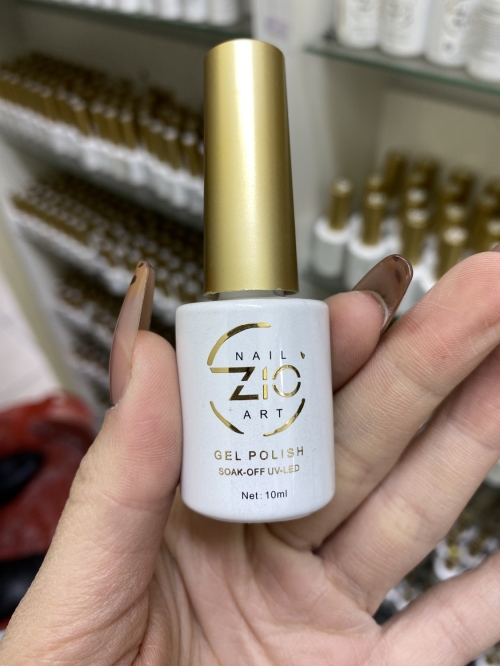 NAIL
ZIO
ART
GEL POLISH
SOAK-OFF UV-LED
Net: 10ml